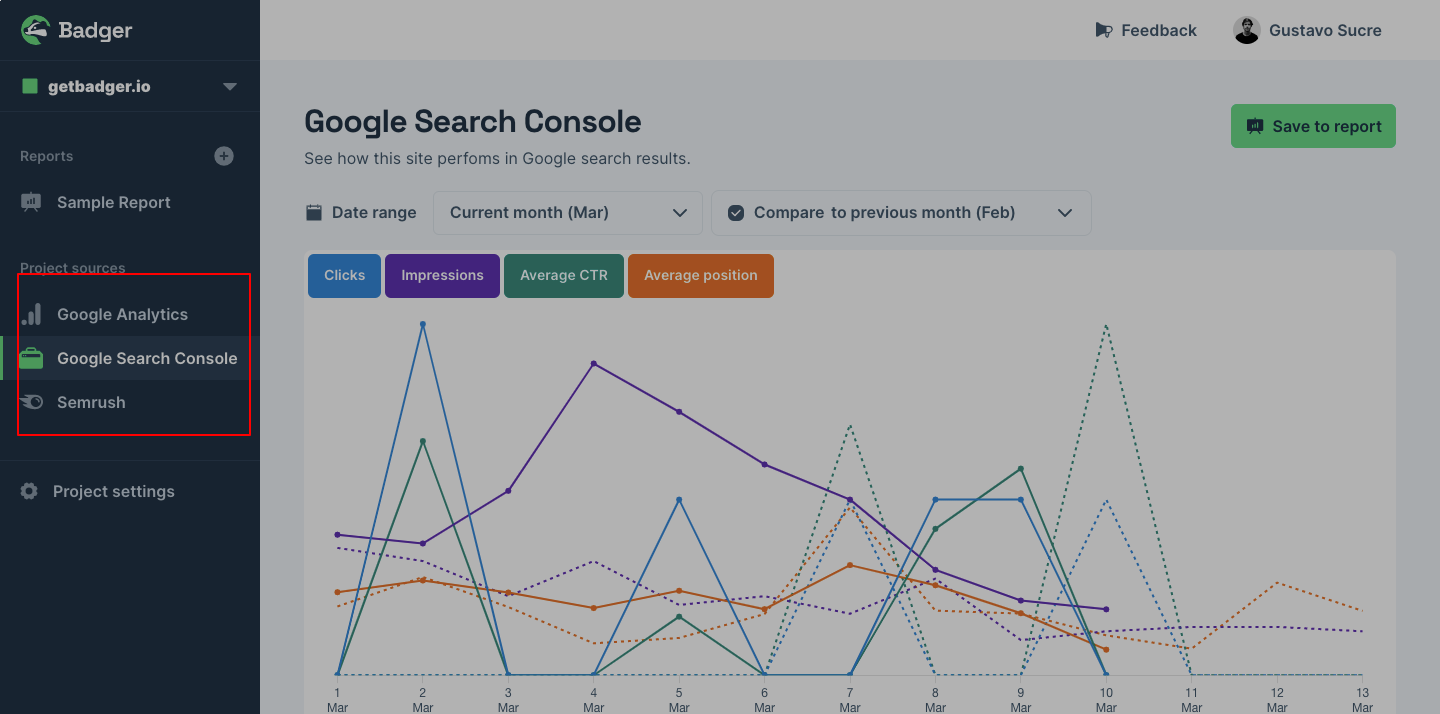 Badger
Feedback
Gustavo Sucre
getbadger.io
Google Search Console
See how this site perfoms in Google search results.
Save to report
Reports
Sample Report
Date range
Current month (Mar)
Compare to previous month (Feb)
Project sources
Google Analytics
Google Search Console
Semrush
Project settings
Clicks
Impressions
Average CTR
Average position
1 2 3 4 5 6 7 8 9 10 11 12 13
Mar Mar Mar Mar Mar Mar Mar Mar Mar Mar Mar Mar Mar